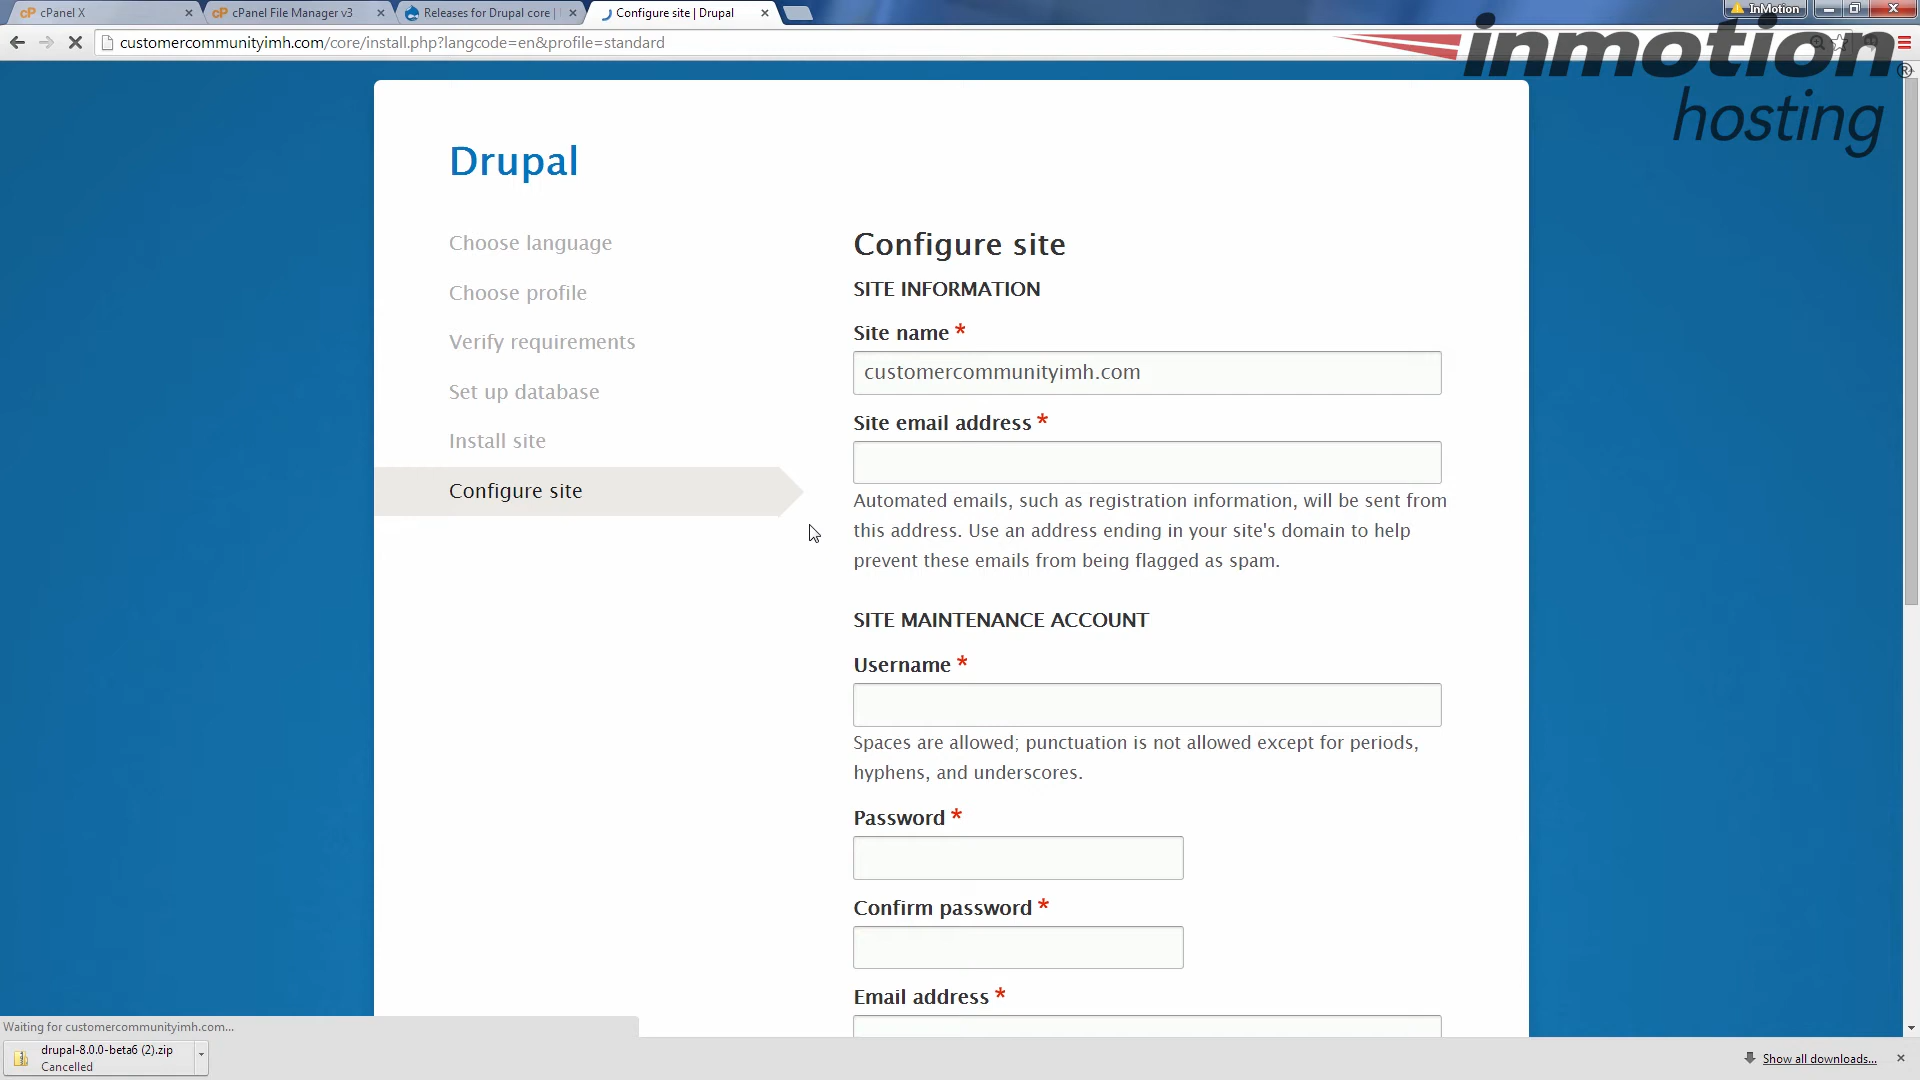 cPanel X
cPanel File Manager v3
Releases for Drupal core |
Configure site | Drupal
InMotion
customercommunityimh.com/core/install.php?langcode=en&profile=standard
inmotion
®
hosting
Drupal
Choose language
Choose profile
Verify requirements
Set up database
Install site
Configure site
Configure site
SITE INFORMATION
Site name *
customercommunityimh.com
Site email address *
Automated emails, such as registration information, will be sent from
this address. Use an address ending in your site's domain to help
prevent these emails from being flagged as spam.
SITE MAINTENANCE ACCOUNT
Username *
Spaces are allowed; punctuation is not allowed except for periods,
hyphens, and underscores.
Password *
Confirm password *
Email address *
Waiting for customercommunityimh.com...
drupal-8.0.0-beta6 (2).zip
Cancelled
Show all downloads...